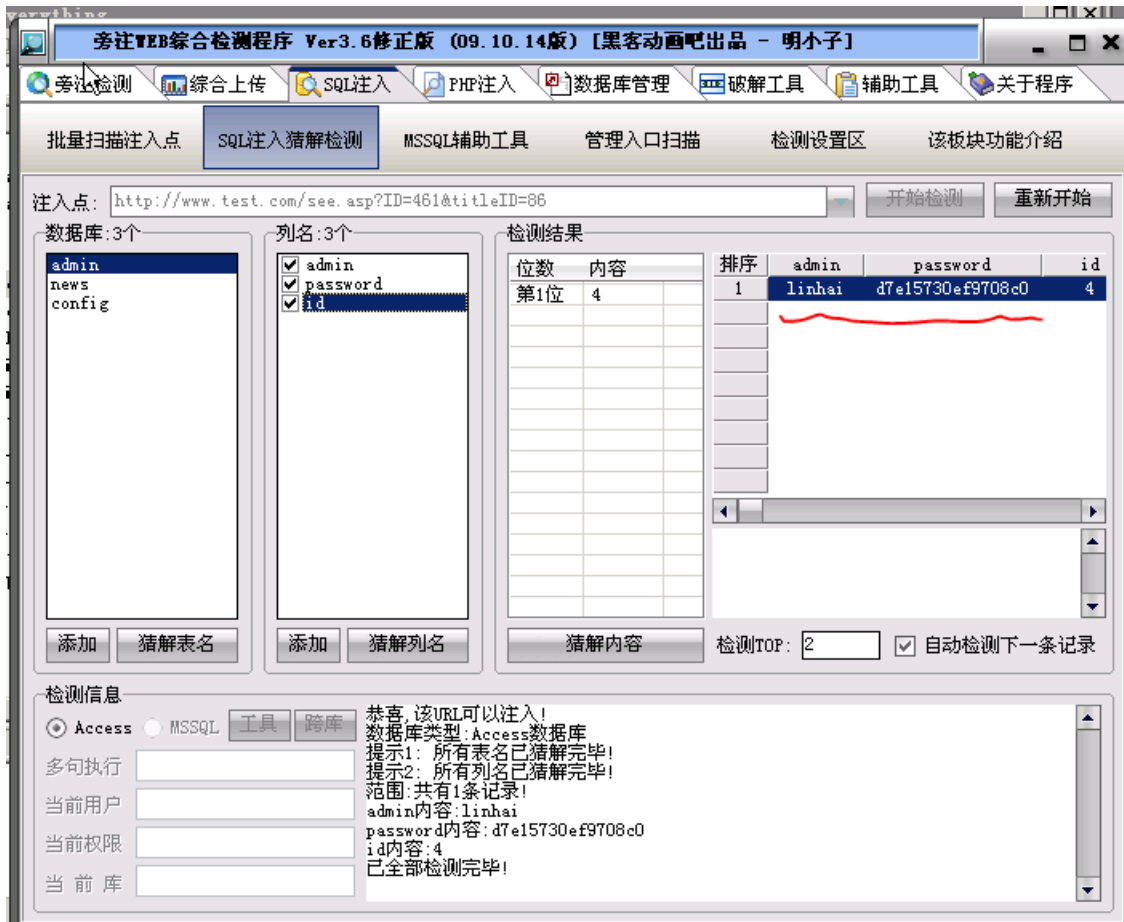 everything
旁注WEB综合检测程序 Ver3.6修正版 (09.10.14版) [黑客动画吧出品 - 明小子]
旁注检测 综合上传 SQL注入 PHP注入 数据库管理 破解工具 辅助工具 关于程序
批量扫描注入点 SQL注入猜解检测 MSSQL辅助工具 管理入口扫描 检测设置区 该板块功能介绍
注入点: http://www.test.com/see.asp?ID=461&titleID=86 开始检测 重新开始
数据库:3个 列名:3个 检测结果
admin
news
config
admin
password
id
位数 内容
第1位 4
排序 admin password id
1 linhai d7e15730ef9708c0 4
添加 猜解表名 添加 猜解列名 猜解内容 检测TOP: 2 自动检测下一条记录
检测信息
Access MSSQL 工具 跨库
多句执行
当前用户
当前权限
当 前 库
恭喜,该URL可以注入!
数据库类型:Access数据库
提示1: 所有表名已猜解完毕!
提示2: 所有列名已猜解完毕!
范围:共有1条记录!
admin内容:linhai
password内容:d7e15730ef9708c0
id内容:4
已全部检测完毕!